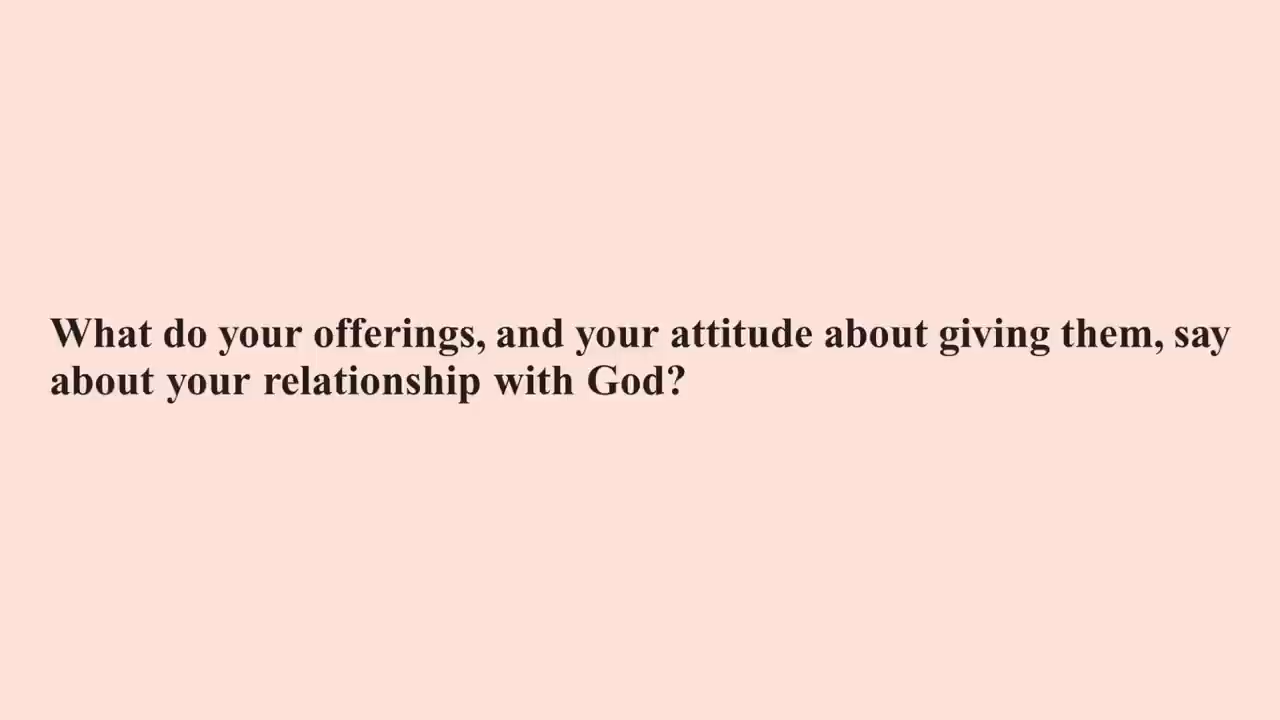 What do your offerings, and your attitude about giving them, say
about your relationship with God?